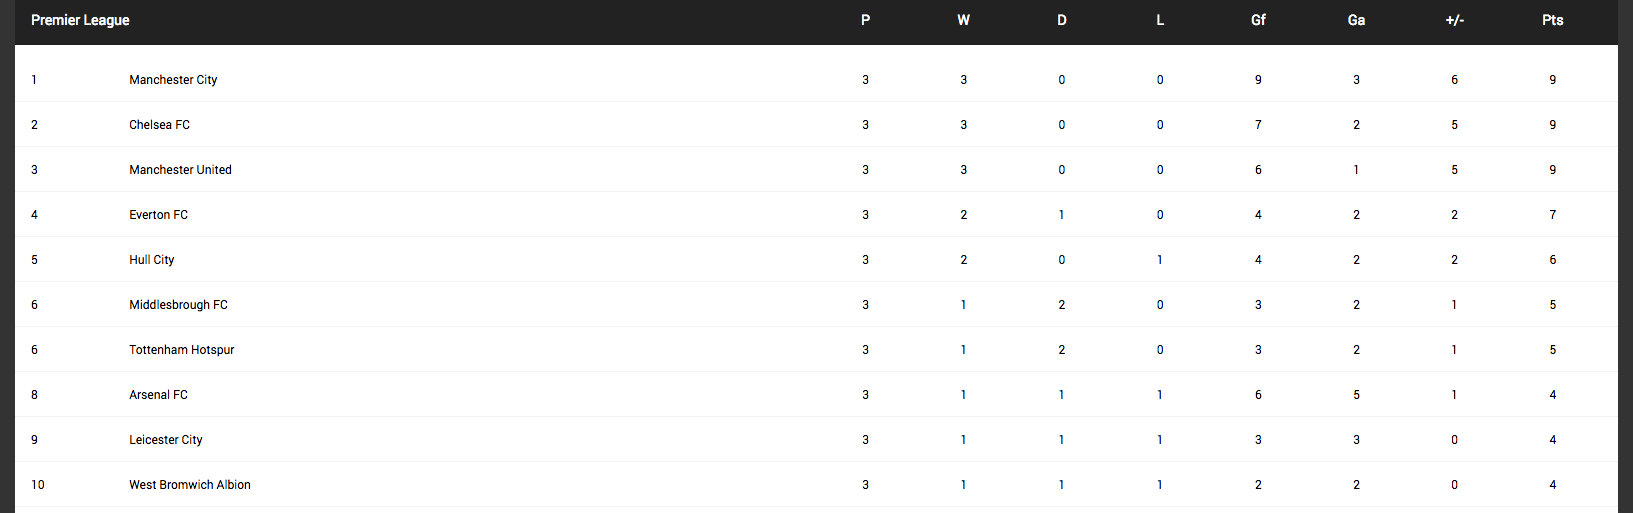 Premier League P W D L Gf Ga +/- Pts
1 Manchester City 3 3 0 0 9 3 6 9
2 Chelsea FC 3 3 0 0 7 2 5 9
3 Manchester United 3 3 0 0 6 1 5 9
4 Everton FC 3 2 1 0 4 2 2 7
5 Hull City 3 2 0 1 4 2 2 6
6 Middlesbrough FC 3 1 2 0 3 2 1 5
6 Tottenham Hotspur 3 1 2 0 3 2 1 5
8 Arsenal FC 3 1 1 1 6 5 1 4
9 Leicester City 3 1 1 1 3 3 0 4
10 West Bromwich Albion 3 1 1 1 2 2 0 4